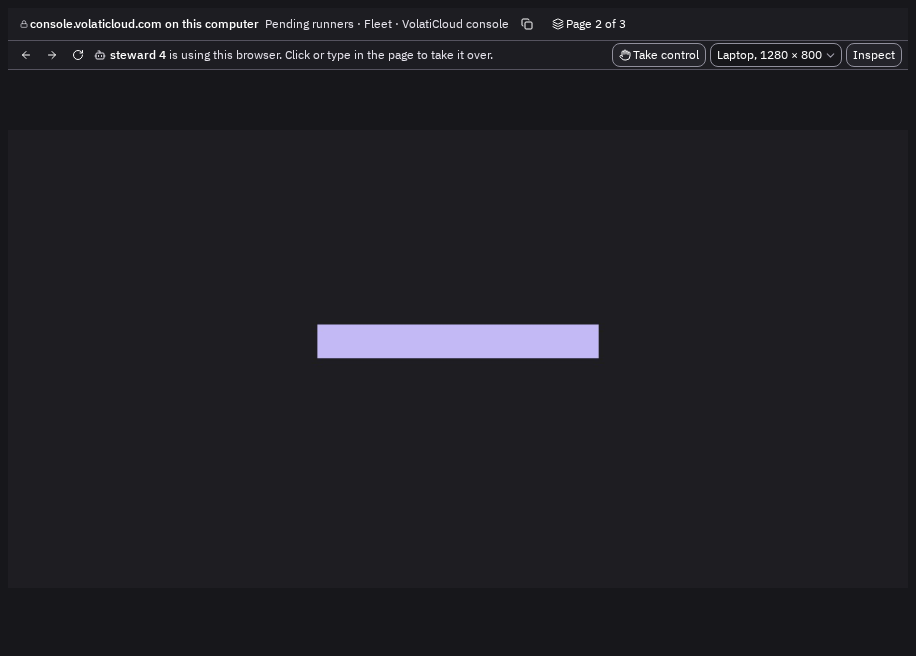 console.volaticloud.com on this computer Pending runners · Fleet · VolatiCloud console Page 2 of 3
steward 4 is using this browser. Click or type in the page to take it over. Take control Laptop, 1280 × 800 Inspect